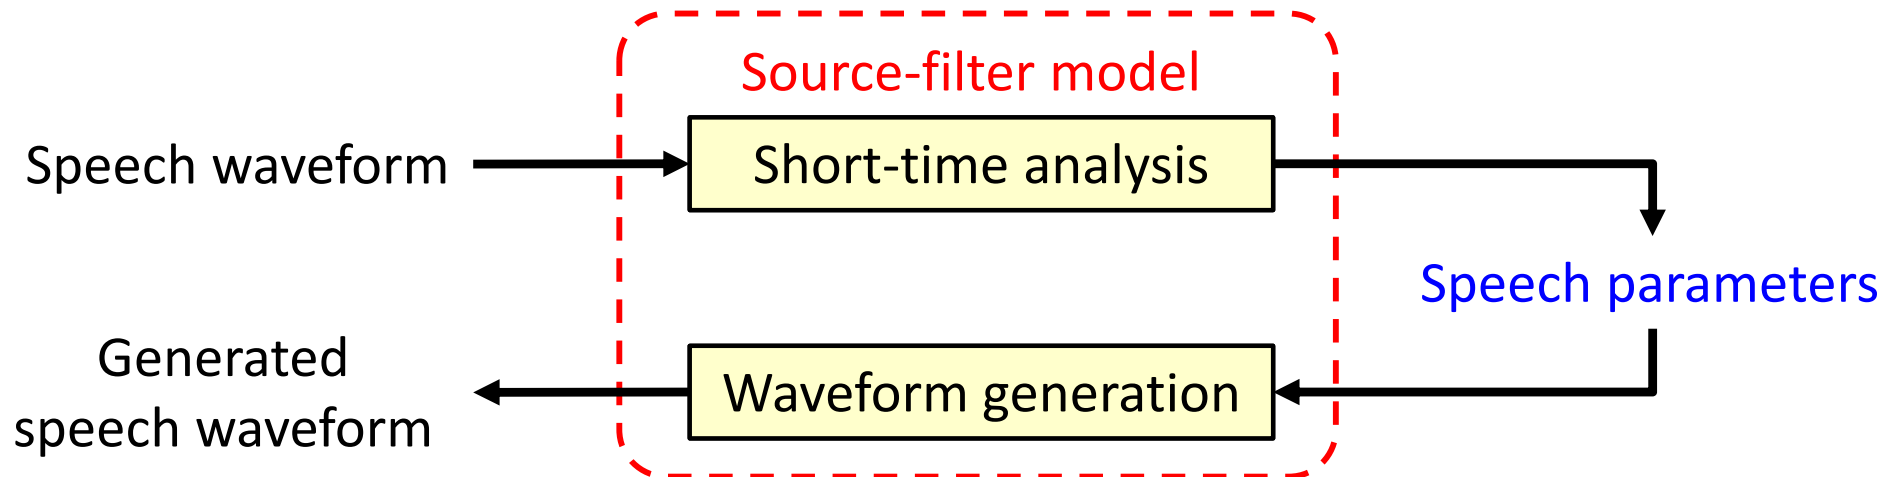 Source-filter model
Speech waveform
Short-time analysis
Speech parameters
Generated
speech waveform
Waveform generation